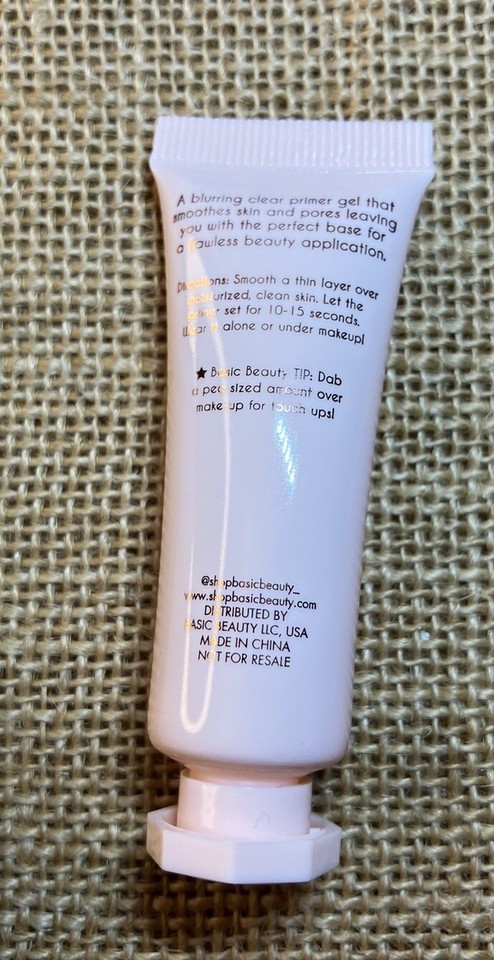 A blurring clear primer gel that
smoothes skin and pores leaving
you with the perfect base for
a flawless beauty application.
Directions: Smooth a thin layer over
moisturized, clean skin. Let the
primer set for 10-15 seconds.
Wear it alone or under makeup!
★ Basic Beauty TIP: Dab
a pea sized amount over
makeup for touch ups!
@shopbasicbeauty_
www.shopbasicbeauty.com
DISTRIBUTED BY
BASIC BEAUTY LLC, USA
MADE IN CHINA
NOT FOR RESALE